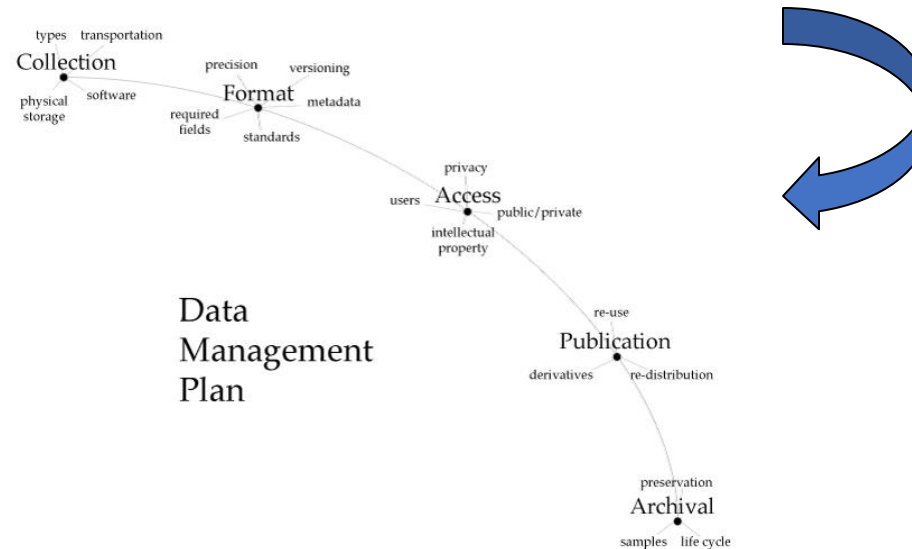 types transportation
Collection
physical
storage
software
precision versioning
Format
metadata
required
fields
standards
privacy
Access
users
public/private
intellectual
property
Data
Management
Plan
re-use
Publication
derivatives re-distribution
preservation
Archival
samples life cycle